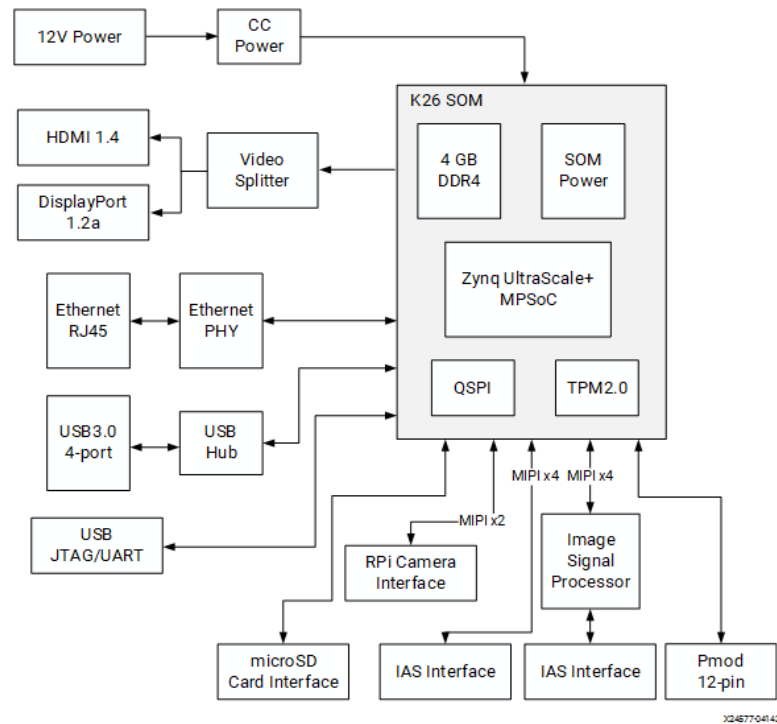 12V Power
CC
Power
K26 SOM
HDMI 1.4
Video
Splitter
4 GB
DDR4
SOM
Power
DisplayPort
1.2a
Zynq UltraScale+
MPSoC
Ethernet
RJ45
Ethernet
PHY
QSPI
TPM2.0
USB3.0
4-port
USB
Hub
MIPI x4
MIPI x4
MIPI x2
USB
JTAG/UART
RPi Camera
Interface
Image
Signal
Processor
microSD
Card Interface
IAS Interface
IAS Interface
Pmod
12-pin